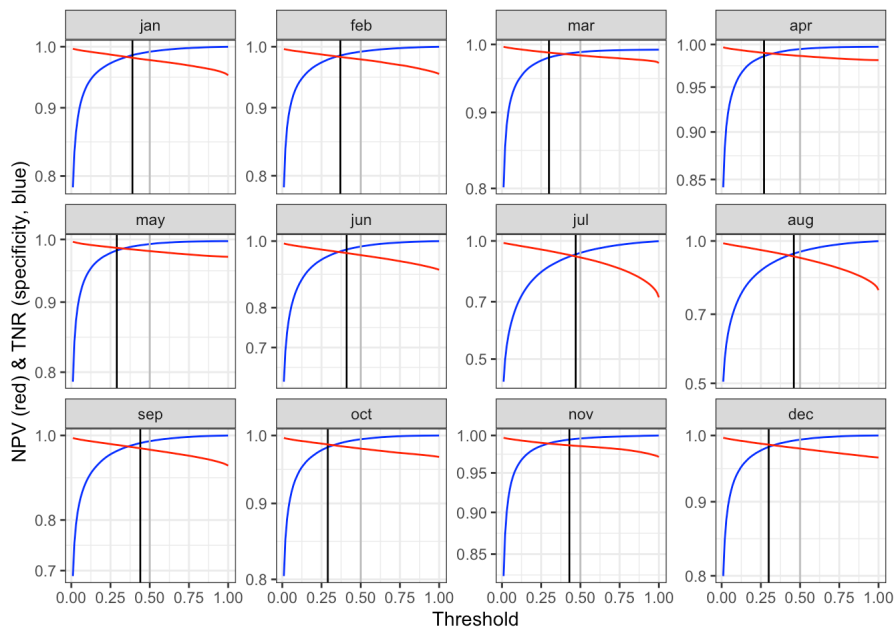 jan feb mar apr
1.0 1.0 1.00 1.00
0.9 0.9 0.9 0.95
0.90
0.8 0.8 0.8 0.85
may jun jul aug
1.0 1.0 1.0 1.0
0.9 0.8 0.7 0.7
0.8 0.7 0.5 0.5
sep oct nov dec
1.0 1.0 1.00 1.0
0.95
0.8 0.9 0.90 0.9
0.7 0.8 0.85 0.8
0.00 0.25 0.50 0.75 1.00 0.00 0.25 0.50 0.75 1.00 0.00 0.25 0.50 0.75 1.00 0.00 0.25 0.50 0.75 1.00
Threshold
NPV (red) & TNR (specificity, blue)